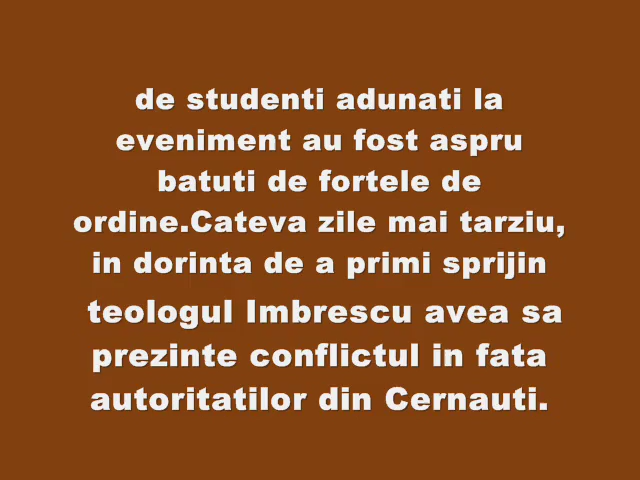 de studenti adunati la
eveniment au fost aspru
batuti de fortele de
ordine.Cateva zile mai tarziu,
in dorinta de a primi sprijin
teologul Imbrescu avea sa
prezinte conflictul in fata
autoritatilor din Cernauti.